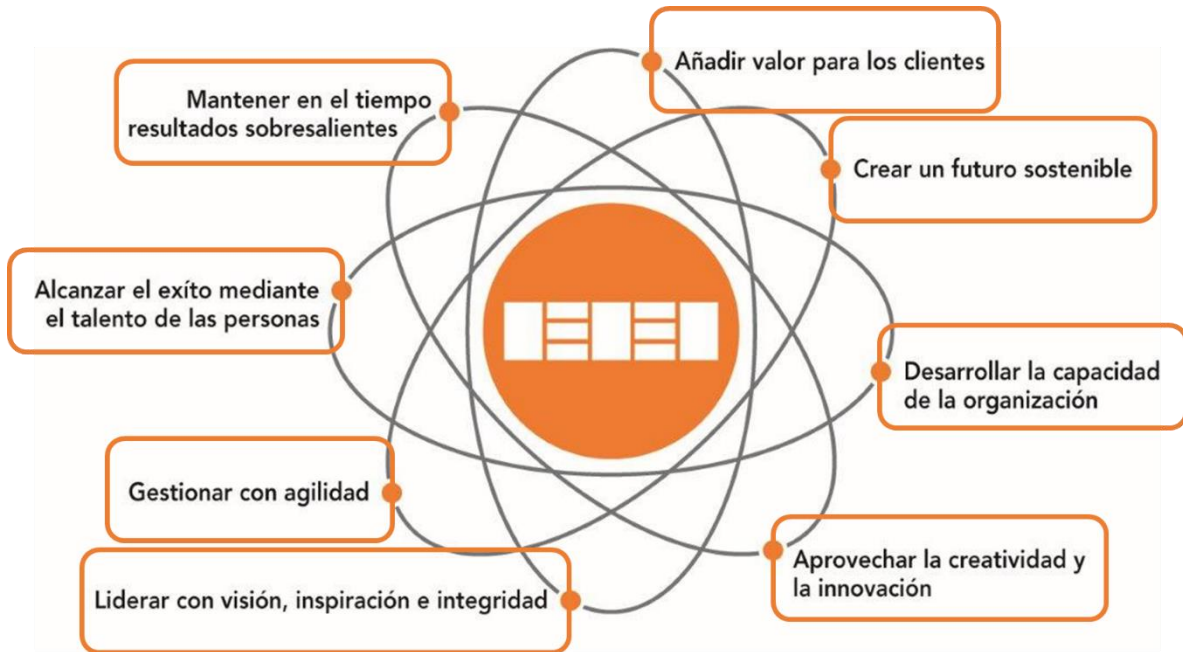 Añadir valor para los clientes
Crear un futuro sostenible
Desarrollar la capacidad
de la organización
Aprovechar la creatividad y
la innovación
Liderar con visión, inspiración e integridad
Gestionar con agilidad
Alcanzar el exíto mediante
el talento de las personas
Mantener en el tiempo
resultados sobresalientes